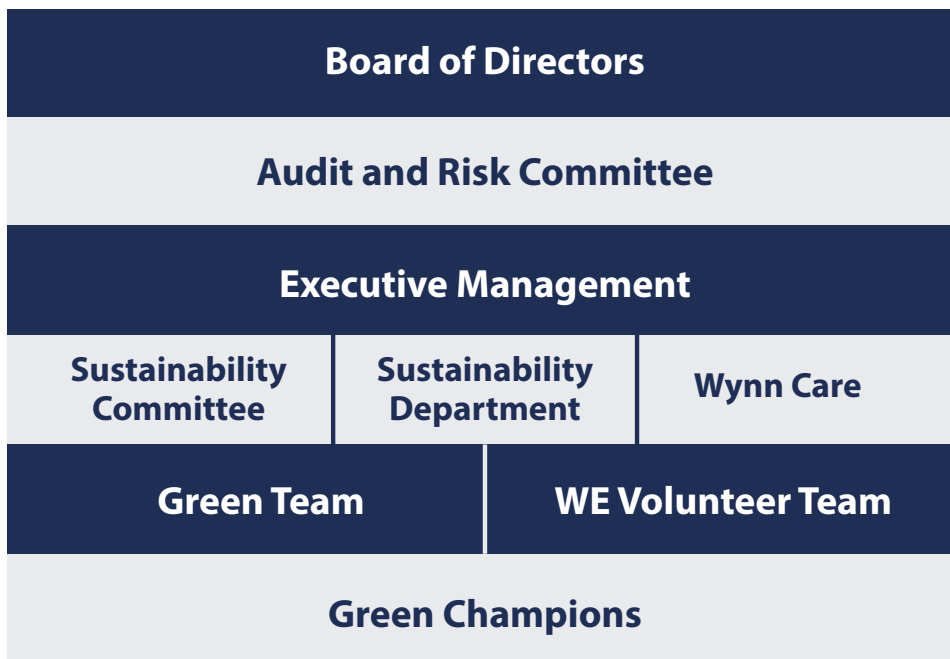 Board of Directors
Audit and Risk Committee
Executive Management
Sustainability
Committee
Sustainability
Department
Wynn Care
Green Team
WE Volunteer Team
Green Champions